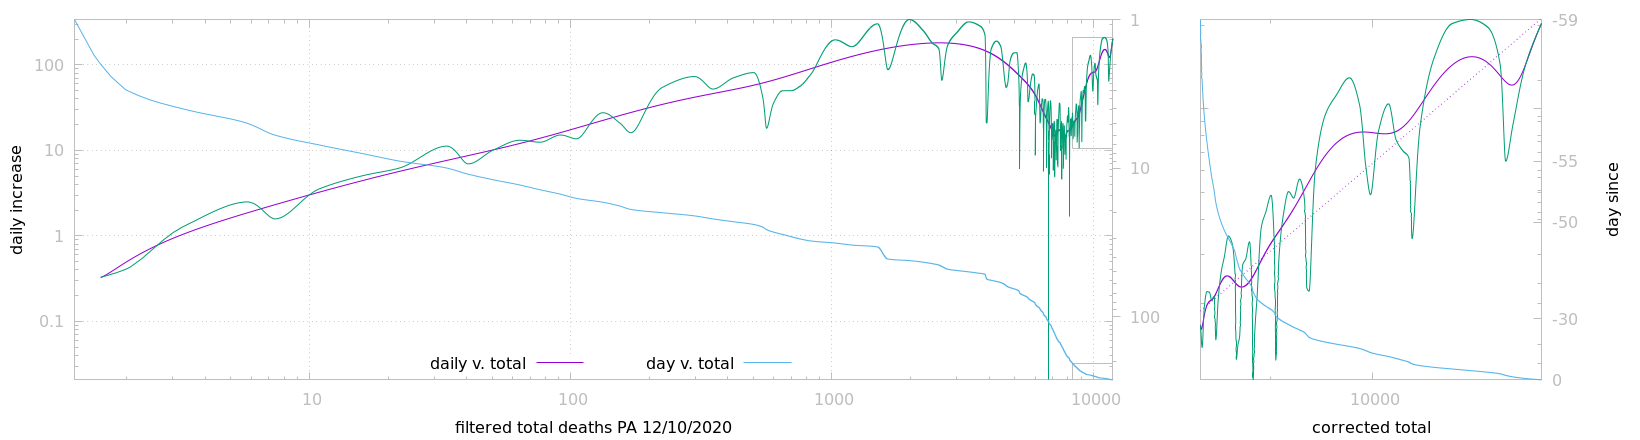 daily increase
100
10
1
0.1
daily v. total
day v. total
10
100
1000
10000
filtered total deaths PA 12/10/2020
1
10
100
-59
-55
-50
-30
0
day since
10000
corrected total